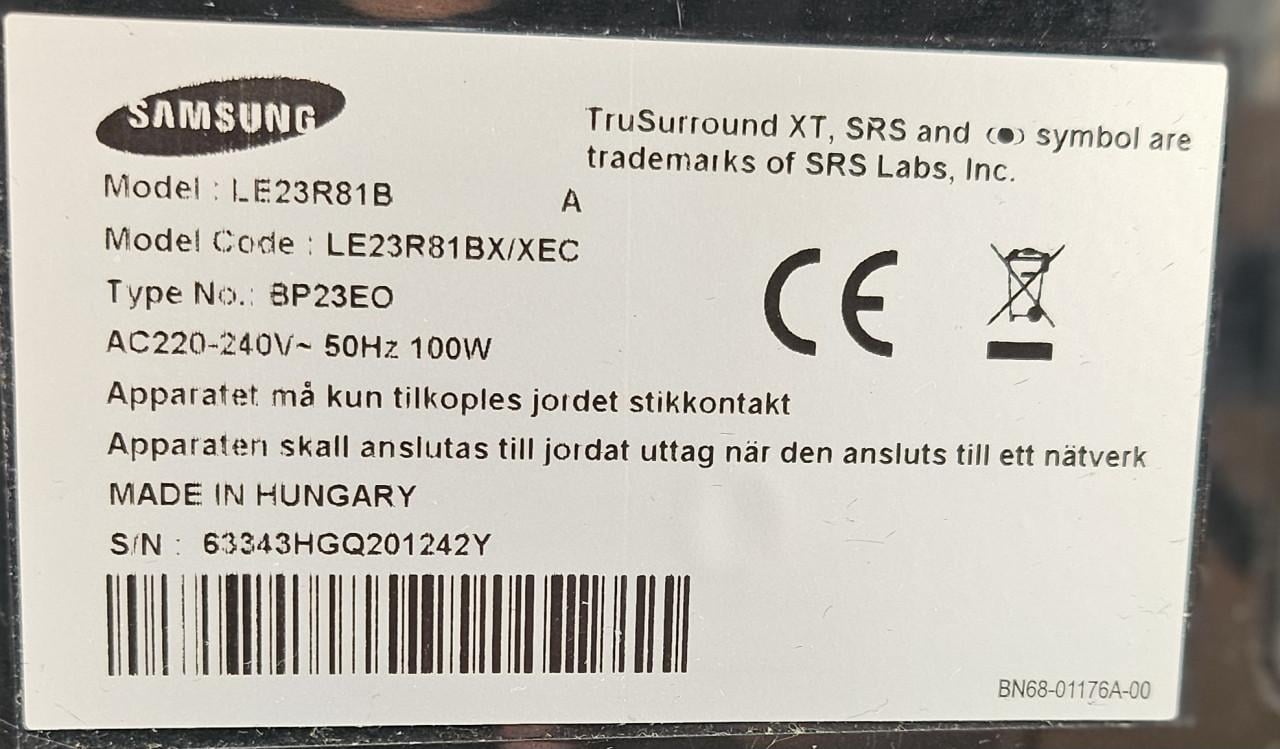 SAMSUNG
TruSurround XT, SRS and (●) symbol are
trademarks of SRS Labs, Inc.
Model : LE23R81B A
Model Code : LE23R81BX/XEC
Type No.: BP23EO
AC220-240V~ 50Hz 100W
Apparatet må kun tilkoples jordet stikkontakt
Apparaten skall anslutas till jordat uttag när den ansluts till ett nätverk
MADE IN HUNGARY
S/N : 63343HGQ201242Y
CE
BN68-01176A-00